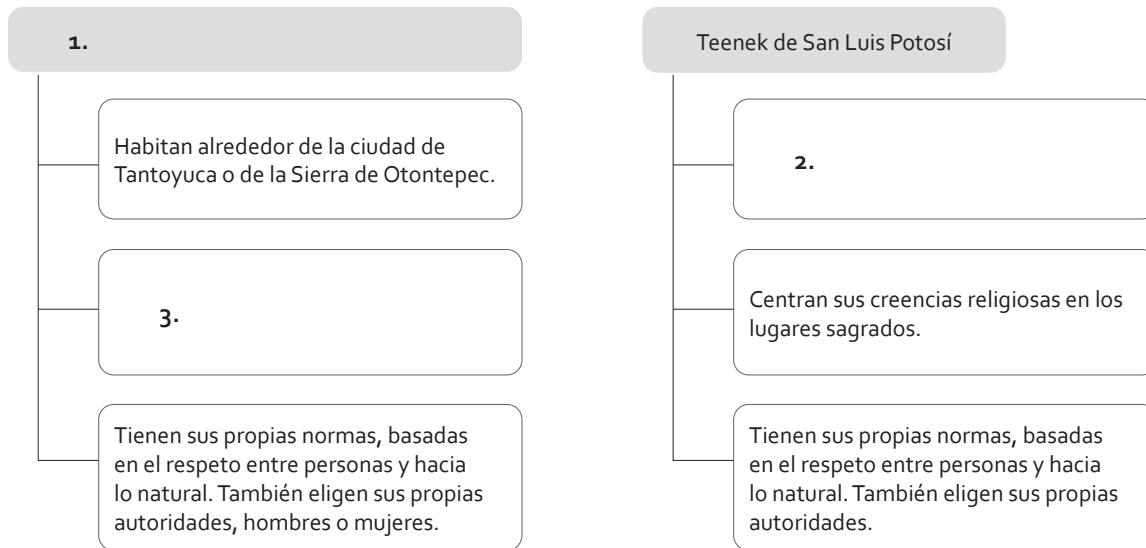 1.
Habitan alrededor de la ciudad de
Tantoyuca o de la Sierra de Otontepec.
3.
Tienen sus propias normas, basadas
en el respeto entre personas y hacia
lo natural. También eligen sus propias
autoridades, hombres o mujeres.
Teenek de San Luis Potosí
2.
Centran sus creencias religiosas en los
lugares sagrados.
Tienen sus propias normas, basadas
en el respeto entre personas y hacia
lo natural. También eligen sus propias
autoridades.